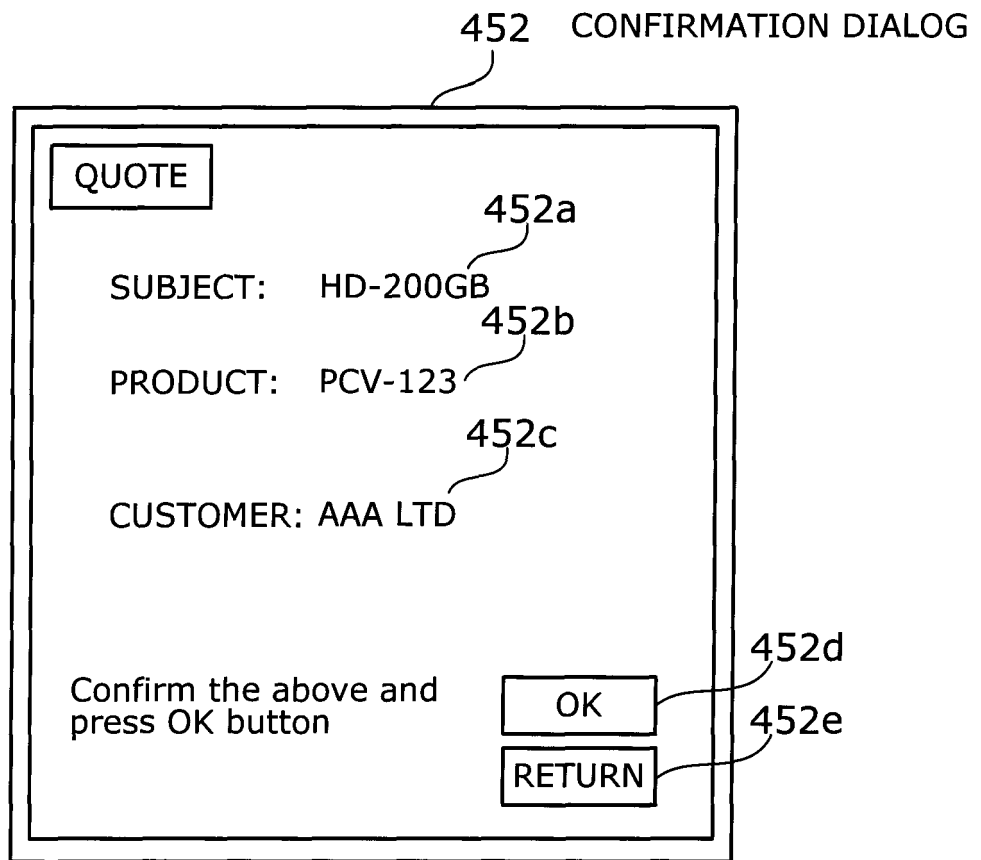 452 CONFIRMATION DIALOG
QUOTE
452a
SUBJECT: HD-200GB
452b
PRODUCT: PCV-123
452c
CUSTOMER: AAA LTD
452d
Confirm the above and
press OK button
OK
452e
RETURN